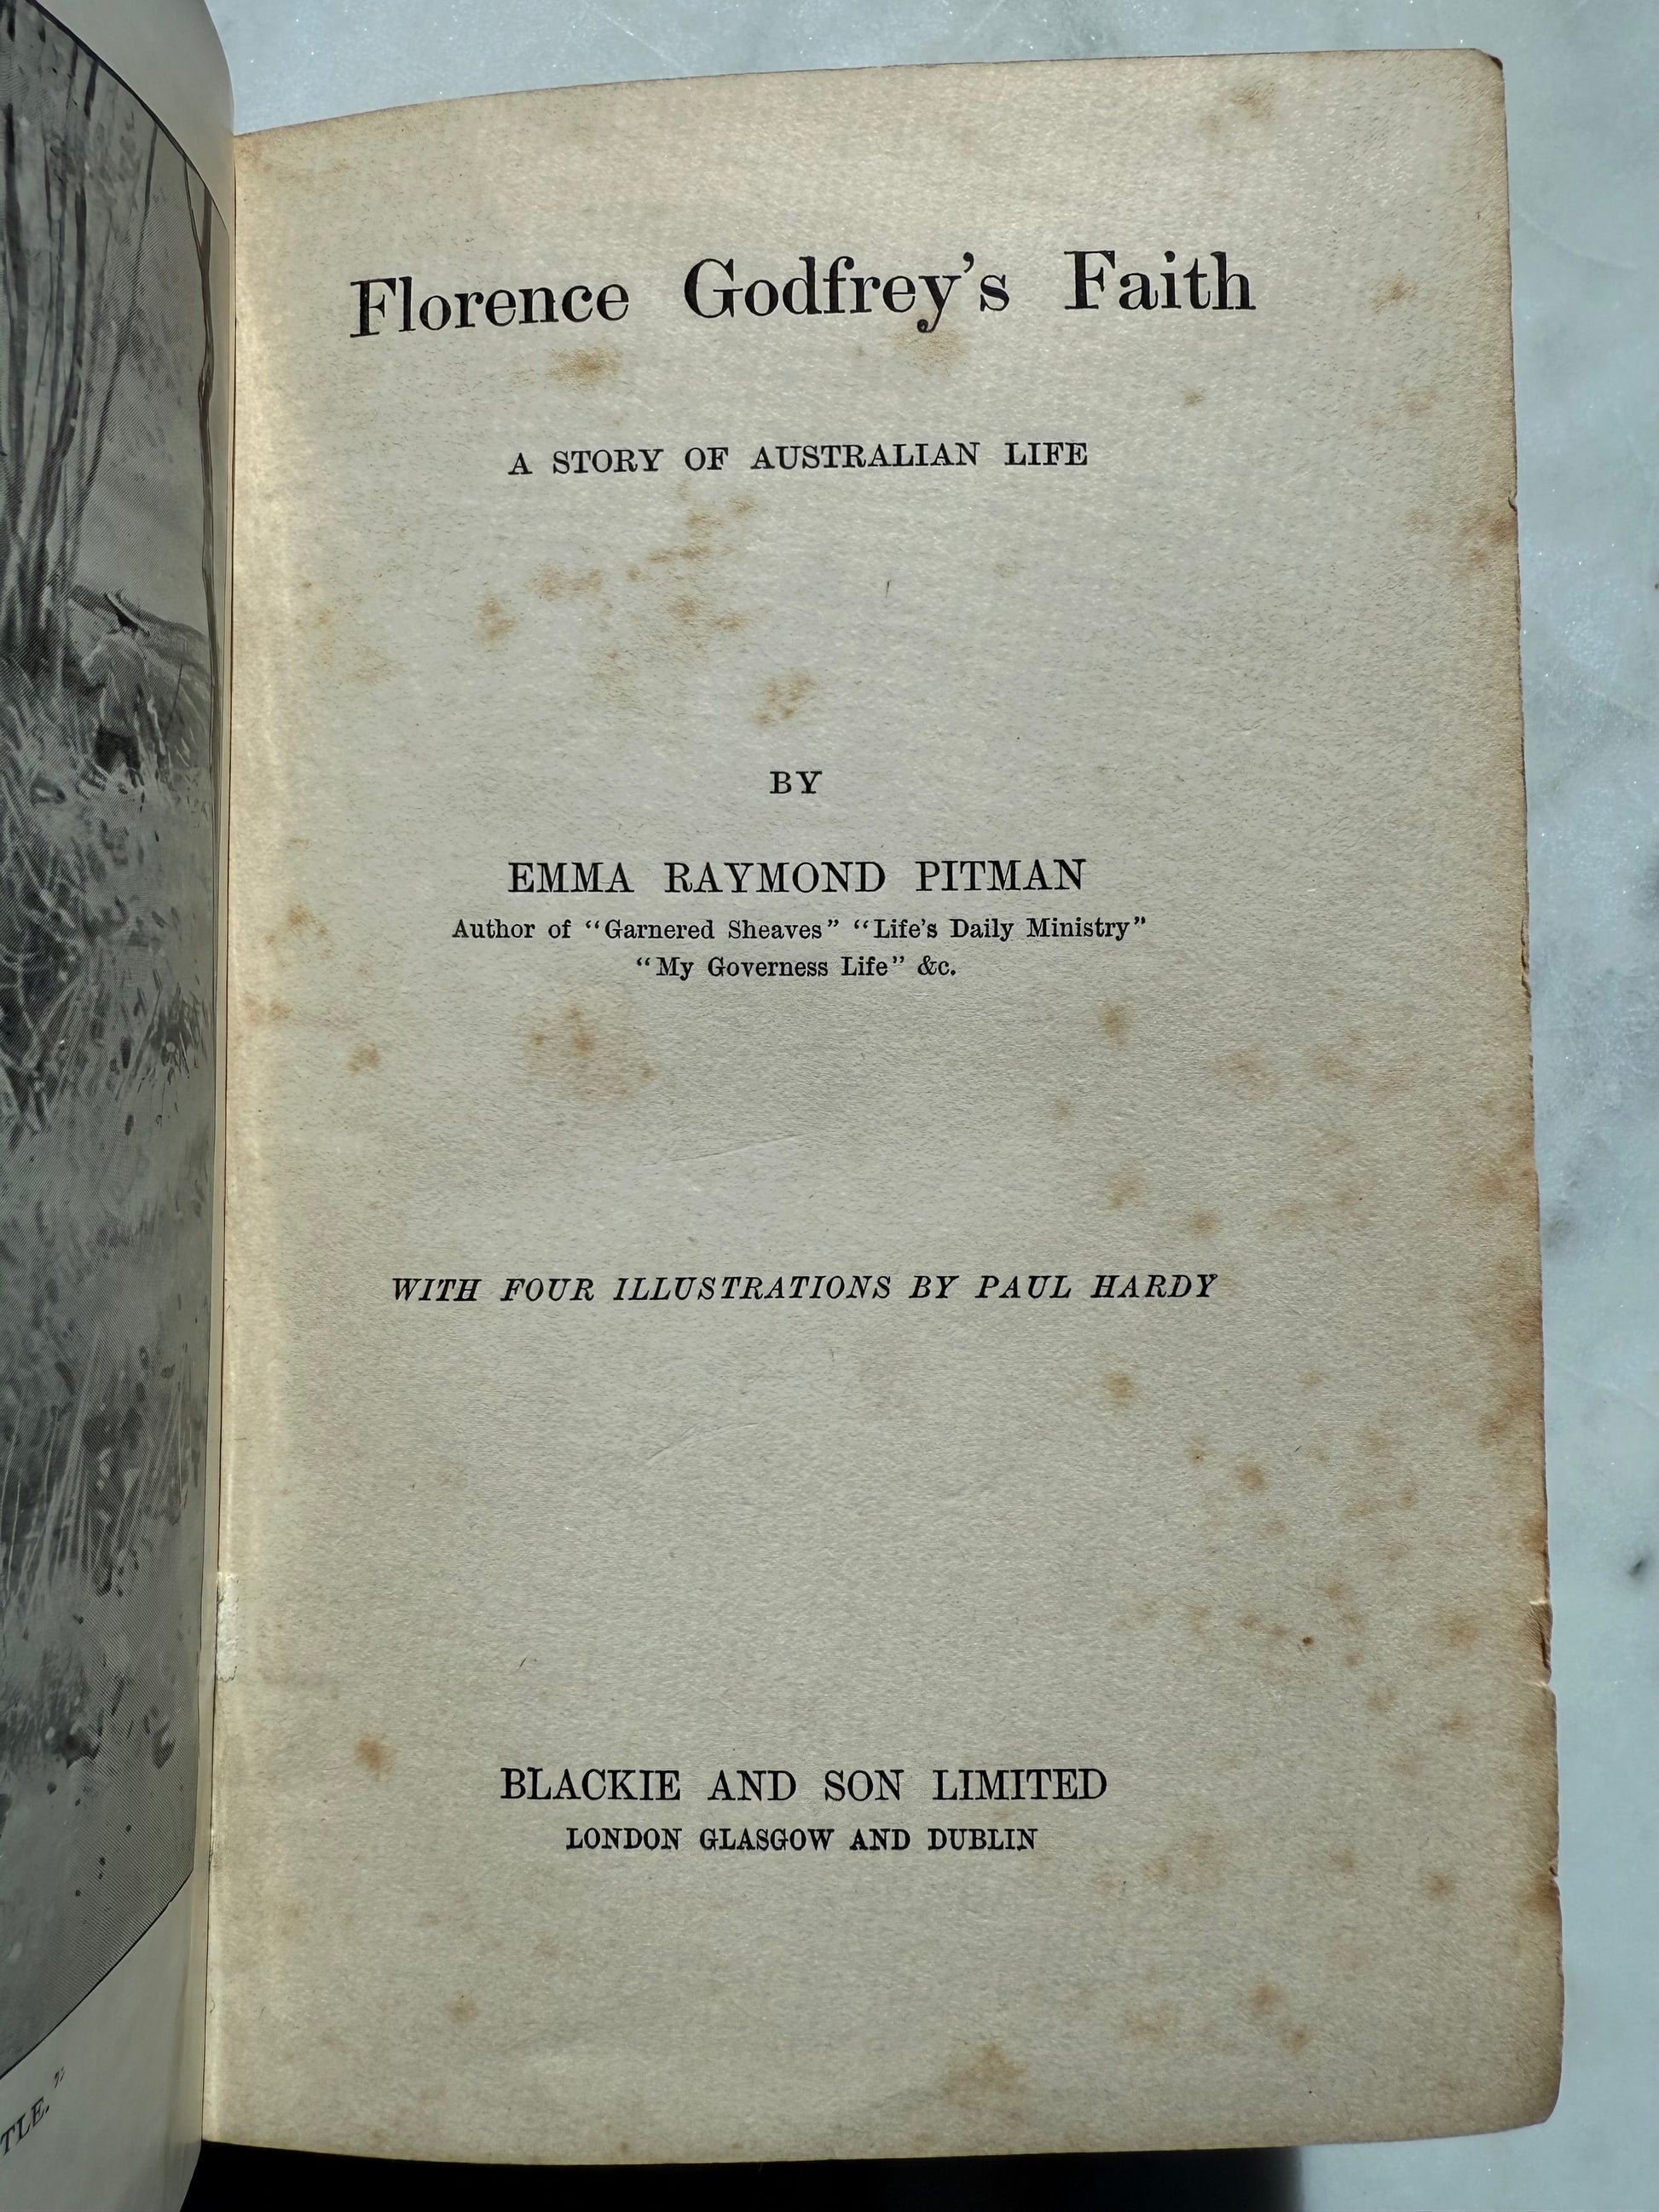 Florence Godfrey's Faith
A STORY OF AUSTRALIAN LIFE
BY
EMMA RAYMOND PITMAN
Author of "Garnered Sheaves" "Life's Daily Ministry"
"My Governess Life" &c.
WITH FOUR ILLUSTRATIONS BY PAUL HARDY
BLACKIE AND SON LIMITED
LONDON GLASGOW AND DUBLIN
TLE."